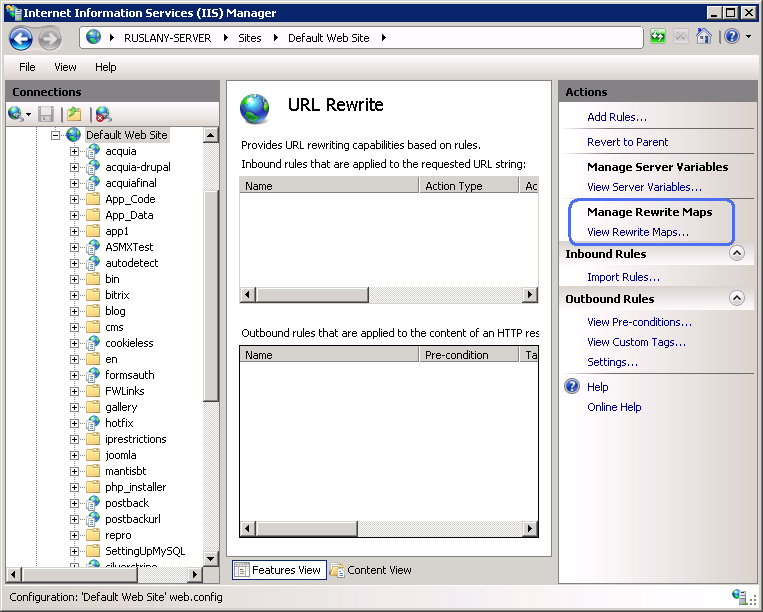 Internet Information Services (IIS) Manager
RUSLANY-SERVER Sites Default Web Site
File View Help
Connections
Default Web Site
acquia
acquia-drupal
acquiafinal
App_Code
App_Data
app1
ASMXTest
autodetect
bin
bitrix
blog
cms
cookieless
en
formsauth
FWLinks
gallery
hotfix
iprestrictions
joomla
mantisbt
php_installer
postback
postbackurl
repro
SettingUpMySQL
silverstripe
URL Rewrite
Provides URL rewriting capabilities based on rules.
Inbound rules that are applied to the requested URL string:
Name Action Type Ac
Outbound rules that are applied to the content of an HTTP res
Name Pre-condition Ta
Features View Content View
Actions
Add Rules...
Revert to Parent
Manage Server Variables
View Server Variables...
Manage Rewrite Maps
View Rewrite Maps...
Inbound Rules
Import Rules...
Outbound Rules
View Pre-conditions...
View Custom Tags...
Settings...
Help
Online Help
Configuration: 'Default Web Site' web.config